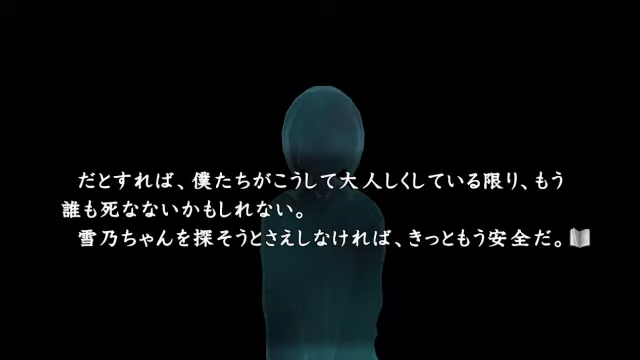 だとすれば、僕たちがこうして大人しくしている限り、もう
誰も死なないかもしれない。
雪乃ちゃんを探そうとさえしなければ、きっともう安全だ。